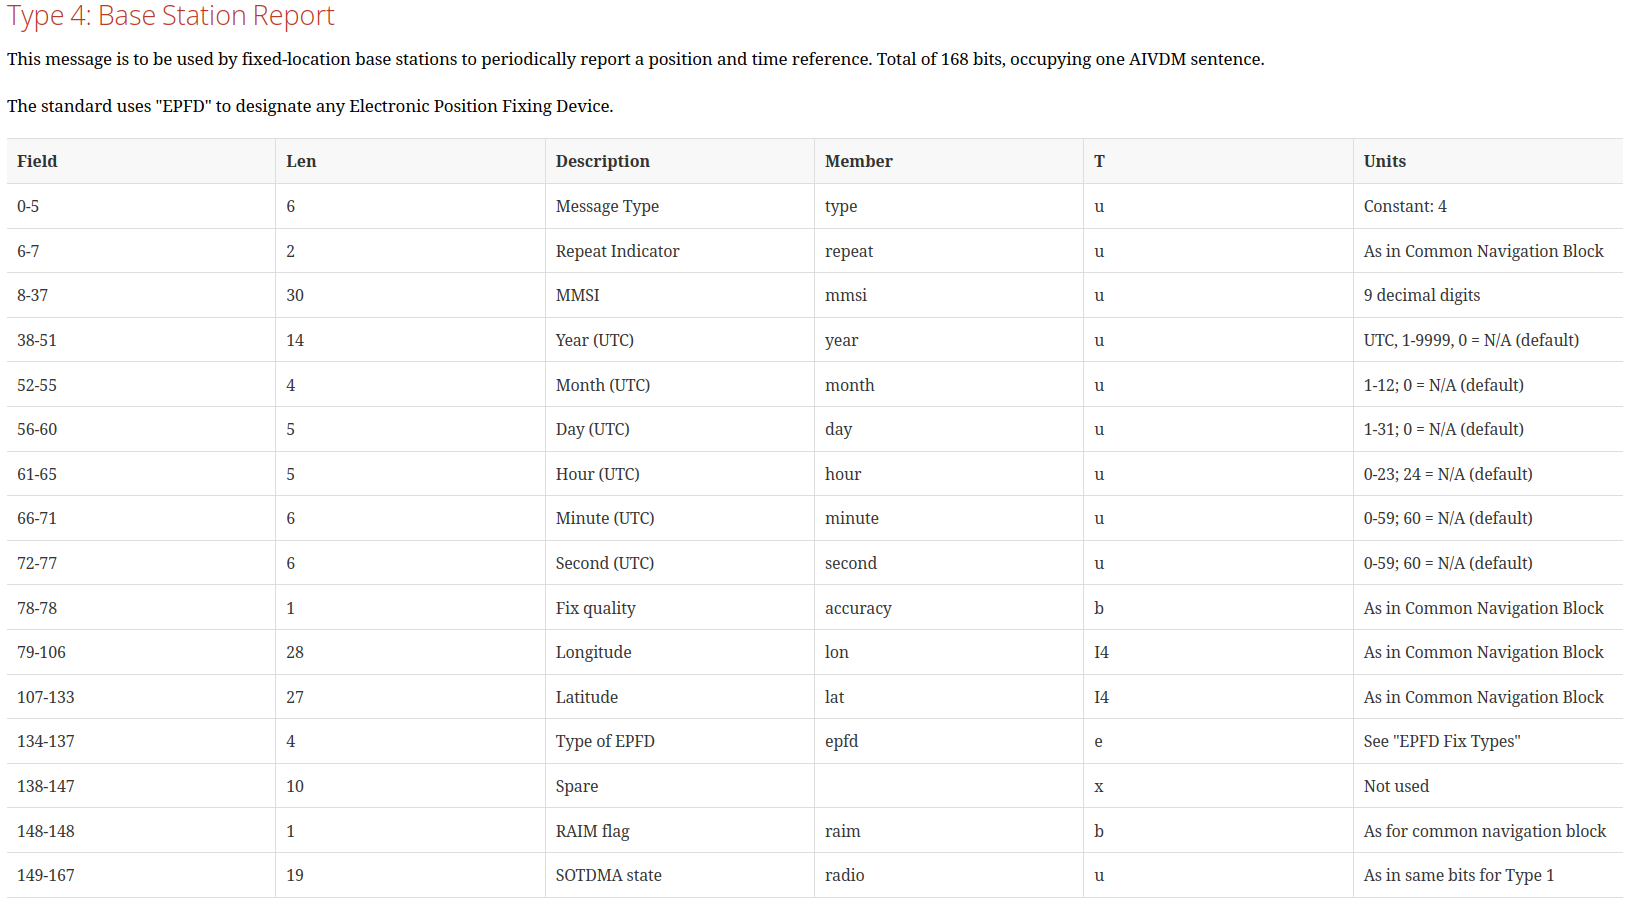 Type 4: Base Station Report
This message is to be used by fixed-location base stations to periodically report a position and time reference. Total of 168 bits, occupying one AIVDM sentence.
The standard uses "EPFD" to designate any Electronic Position Fixing Device.
Field Len Description Member T Units
0-5 6 Message Type type u Constant: 4
6-7 2 Repeat Indicator repeat u As in Common Navigation Block
8-37 30 MMSI mmsi u 9 decimal digits
38-51 14 Year (UTC) year u UTC, 1-9999, 0 = N/A (default)
52-55 4 Month (UTC) month u 1-12; 0 = N/A (default)
56-60 5 Day (UTC) day u 1-31; 0 = N/A (default)
61-65 5 Hour (UTC) hour u 0-23; 24 = N/A (default)
66-71 6 Minute (UTC) minute u 0-59; 60 = N/A (default)
72-77 6 Second (UTC) second u 0-59; 60 = N/A (default)
78-78 1 Fix quality accuracy b As in Common Navigation Block
79-106 28 Longitude lon I4 As in Common Navigation Block
107-133 27 Latitude lat I4 As in Common Navigation Block
134-137 4 Type of EPFD epfd e See "EPFD Fix Types"
138-147 10 Spare x Not used
148-148 1 RAIM flag raim b As for common navigation block
149-167 19 SOTDMA state radio u As in same bits for Type 1